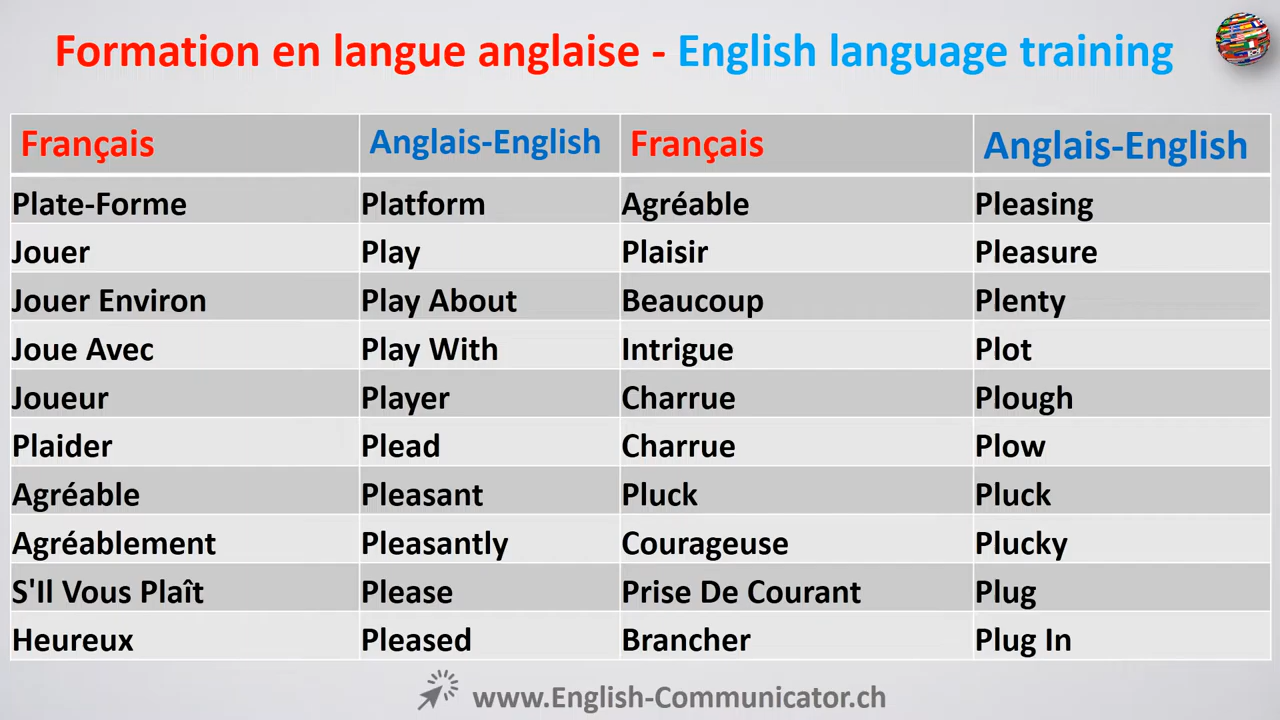 Formation en langue anglaise - English language training
Français Anglais-English Français Anglais-English
Plate-Forme Platform Agréable Pleasing
Jouer Play Plaisir Pleasure
Jouer Environ Play About Beaucoup Plenty
Joue Avec Play With Intrigue Plot
Joueur Player Charrue Plough
Plaider Plead Charrue Plow
Agréable Pleasant Pluck Pluck
Agréablement Pleasantly Courageuse Plucky
S'Il Vous Plaît Please Prise De Courant Plug
Heureux Pleased Brancher Plug In
www.English-Communicator.ch